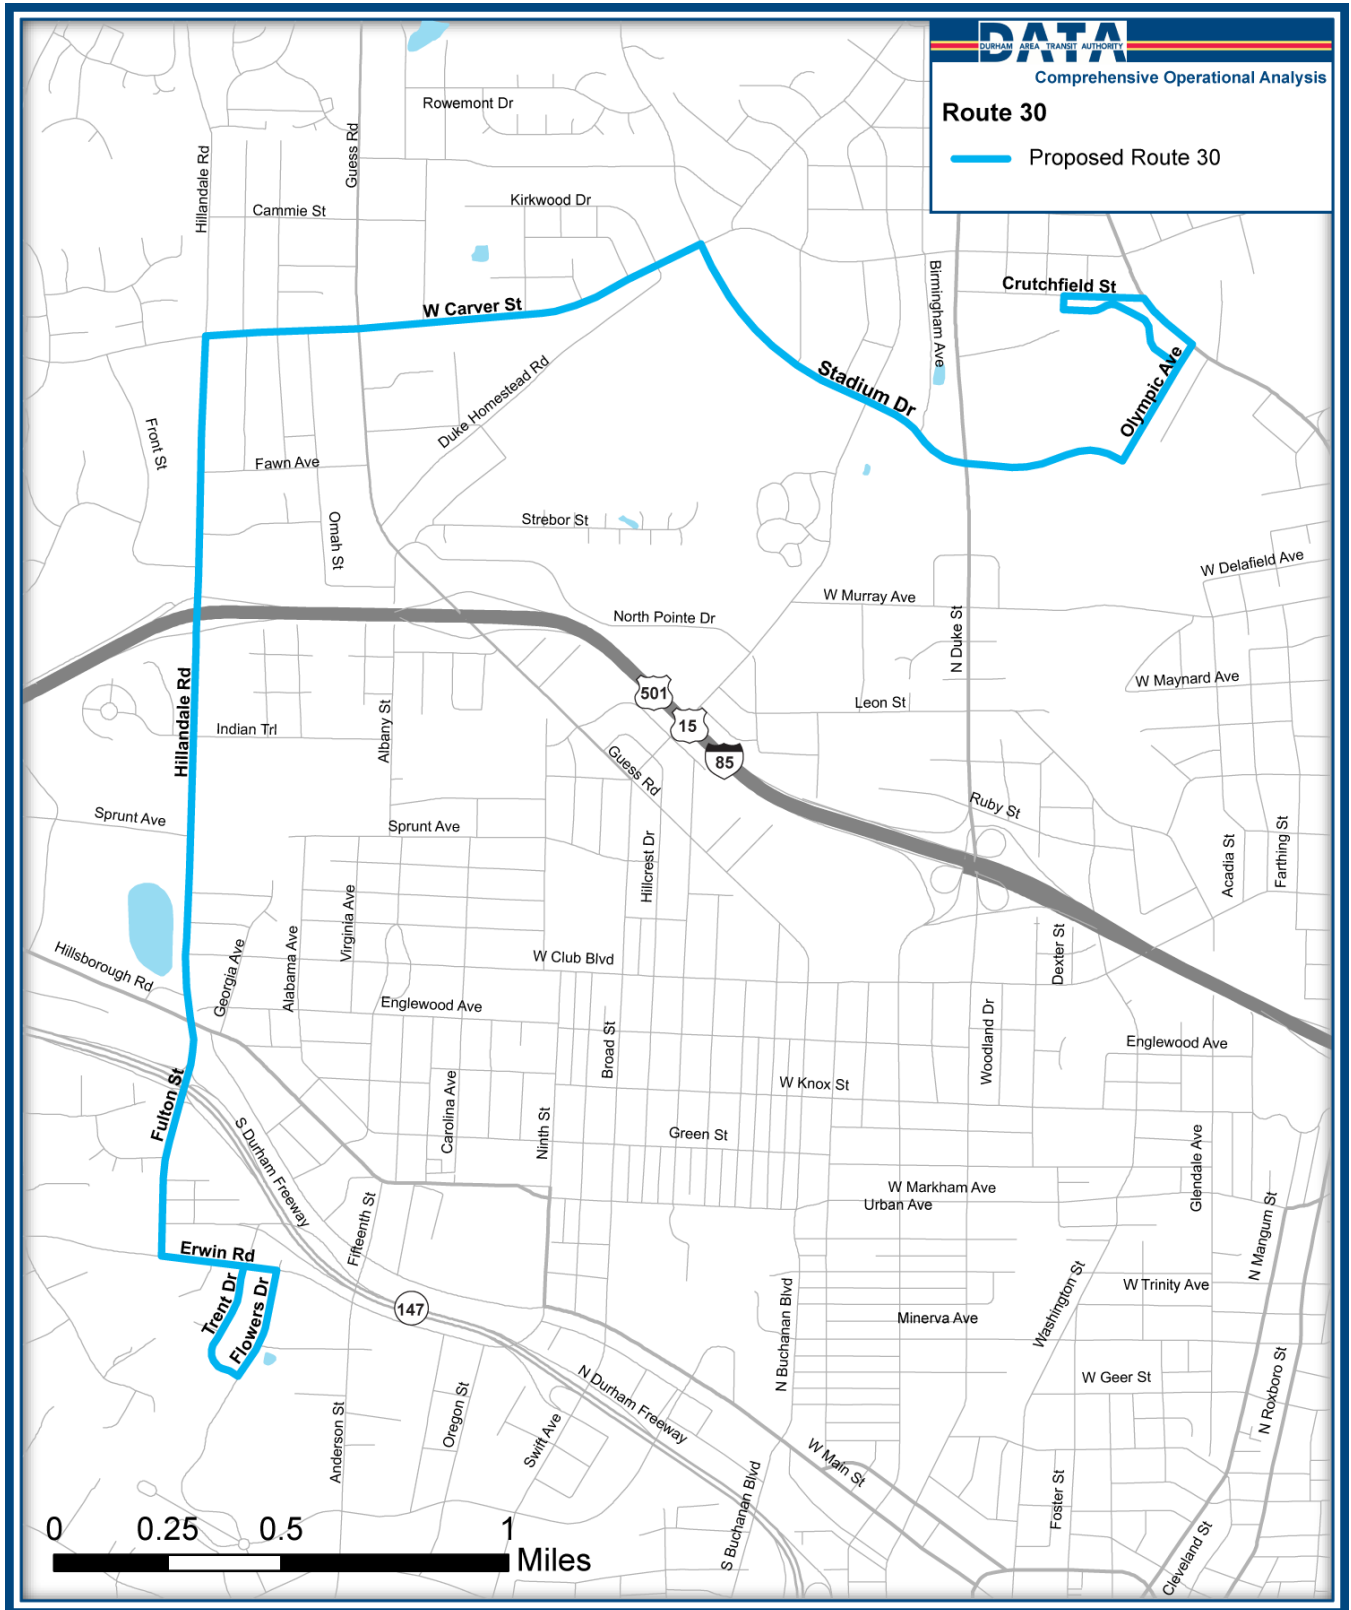 DATA
DURHAM AREA TRANSIT AUTHORITY
Comprehensive Operational Analysis
Route 30
Proposed Route 30
Rowemont Dr
Guess Rd
Hillandale Rd
Kirkwood Dr
Cammie St
Birmingham Ave
Crutchfield St
W Carver St
Stadium Dr
Olympic Ave
Duke Homestead Rd
Front St
Fawn Ave
Omah St
Strebor St
W Delafield Ave
W Murray Ave
North Pointe Dr
N Duke St
W Maynard Ave
501
Leon St
Hillandale Rd
Indian Trl
Albany St
15
85
Guess Rd
Ruby St
Sprunt Ave
Sprunt Ave
Hillcrest Dr
Acadia St
Farthing St
Virginia Ave
Hillsborough Rd
Georgia Ave
Alabama Ave
W Club Blvd
Dexter St
Englewood Ave
Broad St
Woodland Dr
Englewood Ave
W Knox St
Fulton St
S Durham Freeway
Carolina Ave
Ninth St
Green St
Glendale Ave
W Markham Ave
Urban Ave
Fifteenth St
N Mangum St
Erwin Rd
Trent Dr
Flowers Dr
147
N Buchanan Blvd
Washington St
W Trinity Ave
Minerva Ave
W Geer St
N Roxboro St
N Durham Freeway
Anderson St
Oregon St
Swift Ave
W Main St
S Buchanan Blvd
Foster St
Cleveland St
0 0.25 0.5 1
Miles